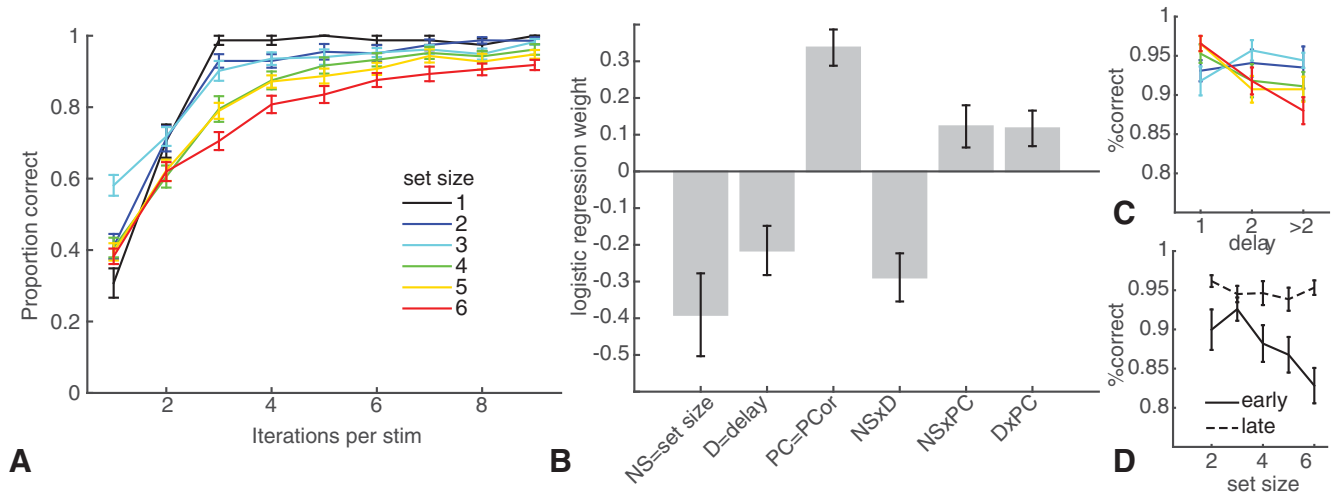 1
0.8
0.6
0.4
0.2
0
Proportion correct
2
4
6
8
Iterations per stim
set size
1
2
3
4
5
6
A
0.3
0.2
0.1
0
-0.1
-0.2
-0.3
-0.4
-0.5
logistic regression weight
NS=set size
D=delay
PC=PCor
NSxD
NSxPC
DxPC
B
1
0.95
0.9
0.85
0.8
%correct
1
2
>2
delay
C
1
0.95
0.9
0.85
0.8
%correct
early
late
2
4
6
set size
D